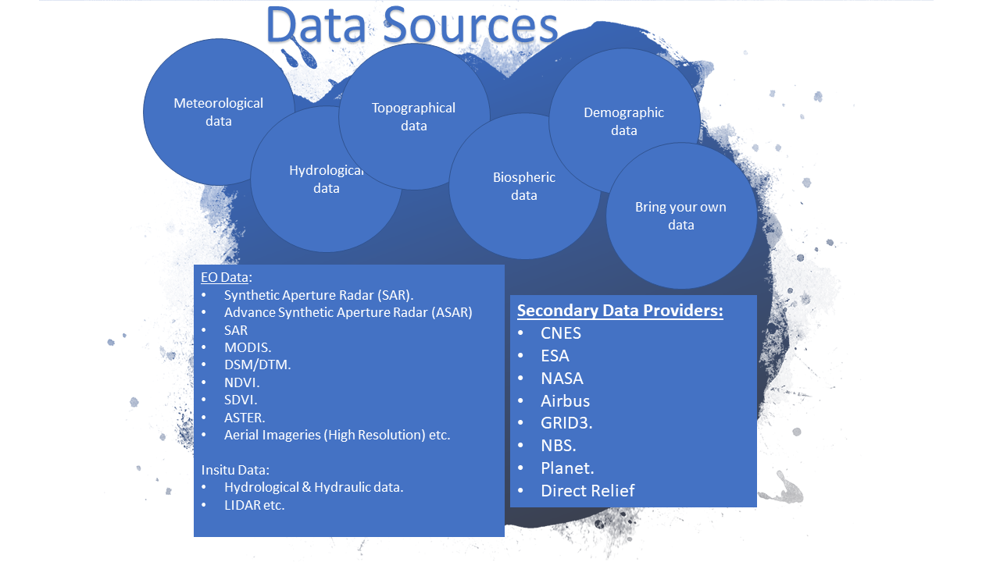 Data Sources
Meteorological
data
Hydrological
data
Topographical
data
Biospheric
data
Demographic
data
Bring your own
data
EO Data:
• Synthetic Aperture Radar (SAR).
• Advance Synthetic Aperture Radar (ASAR)
• SAR
• MODIS.
• DSM/DTM.
• NDVI.
• SDVI.
• ASTER.
• Aerial Imageries (High Resolution) etc.
Insitu Data:
• Hydrological & Hydraulic data.
• LIDAR etc.
Secondary Data Providers:
• CNES
• ESA
• NASA
• Airbus
• GRID3.
• NBS.
• Planet.
• Direct Relief